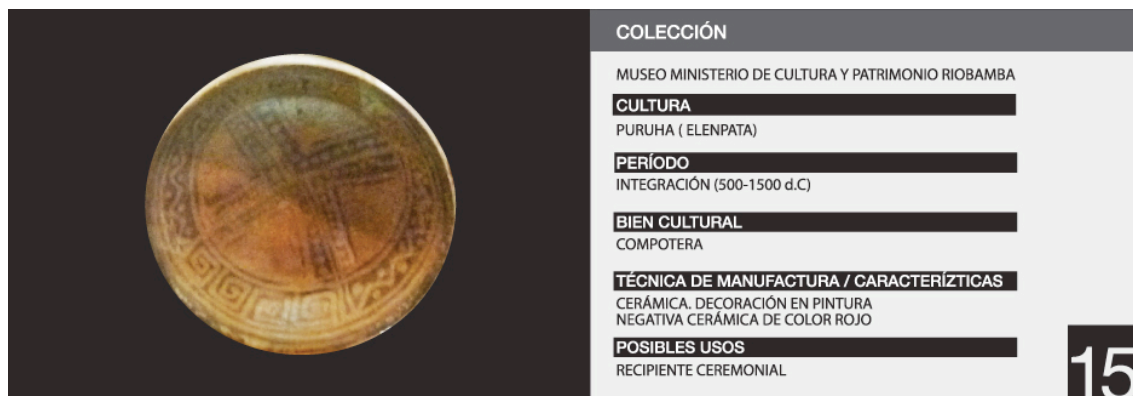 COLECCIÓN
MUSEO MINISTERIO DE CULTURA Y PATRIMONIO RIOBAMBA
CULTURA
PURUHA ( ELENPATA)
PERÍODO
INTEGRACIÓN (500-1500 d.C)
BIEN CULTURAL
COMPOTERA
TÉCNICA DE MANUFACTURA / CARACTERÍZTICAS
CERÁMICA. DECORACIÓN EN PINTURA
NEGATIVA CERÁMICA DE COLOR ROJO
POSIBLES USOS
RECIPIENTE CEREMONIAL
15